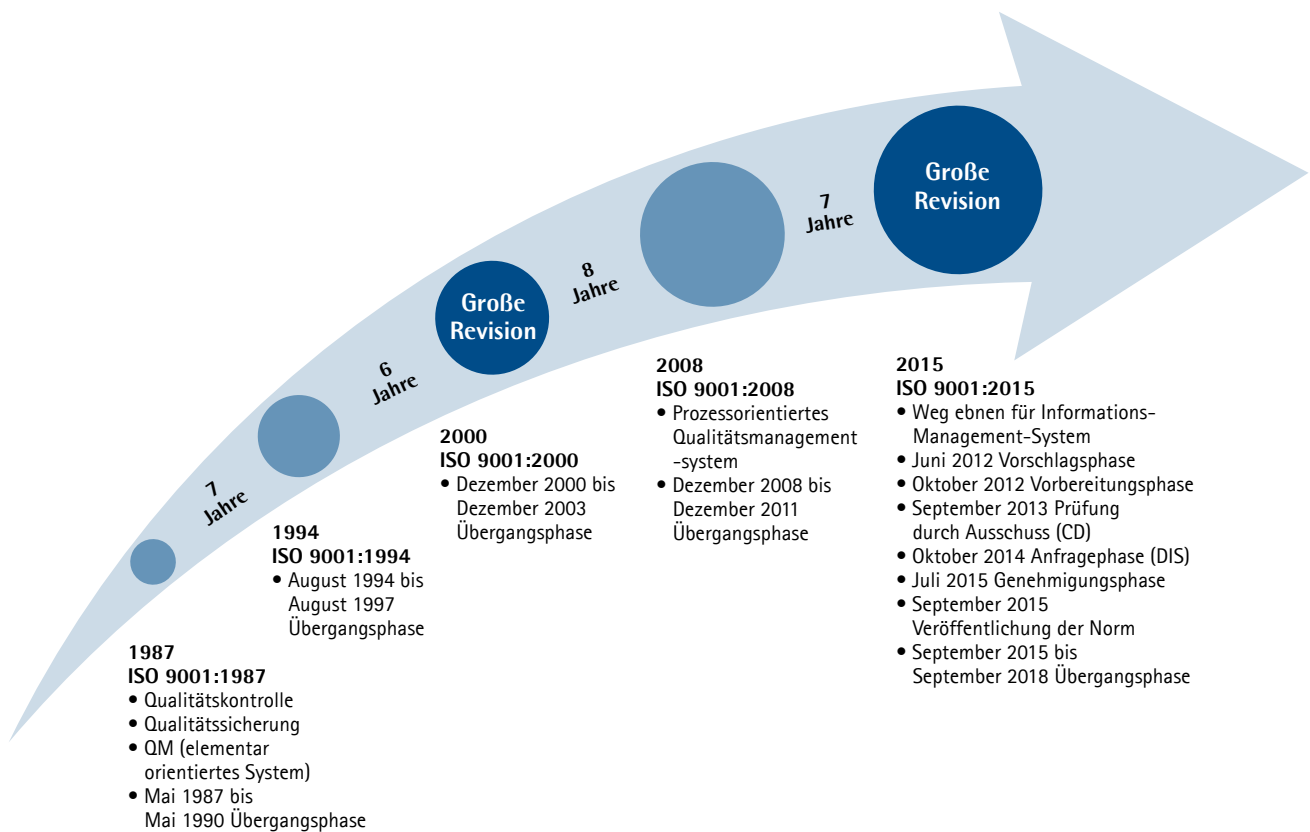 7
Jahre
6
Jahre
Große
Revision
8
Jahre
7
Jahre
Große
Revision
1987
ISO 9001:1987
• Qualitätskontrolle
• Qualitätssicherung
• QM (elementar
orientiertes System)
• Mai 1987 bis
Mai 1990 Übergangsphase
1994
ISO 9001:1994
• August 1994 bis
August 1997
Übergangsphase
2000
ISO 9001:2000
• Dezember 2000 bis
Dezember 2003
Übergangsphase
2008
ISO 9001:2008
• Prozessorientiertes
Qualitätsmanagement
-system
• Dezember 2008 bis
Dezember 2011
Übergangsphase
2015
ISO 9001:2015
• Weg ebnen für Informations-
Management-System
• Juni 2012 Vorschlagsphase
• Oktober 2012 Vorbereitungsphase
• September 2013 Prüfung
durch Ausschuss (CD)
• Oktober 2014 Anfragephase (DIS)
• Juli 2015 Genehmigungsphase
• September 2015
Veröffentlichung der Norm
• September 2015 bis
September 2018 Übergangsphase